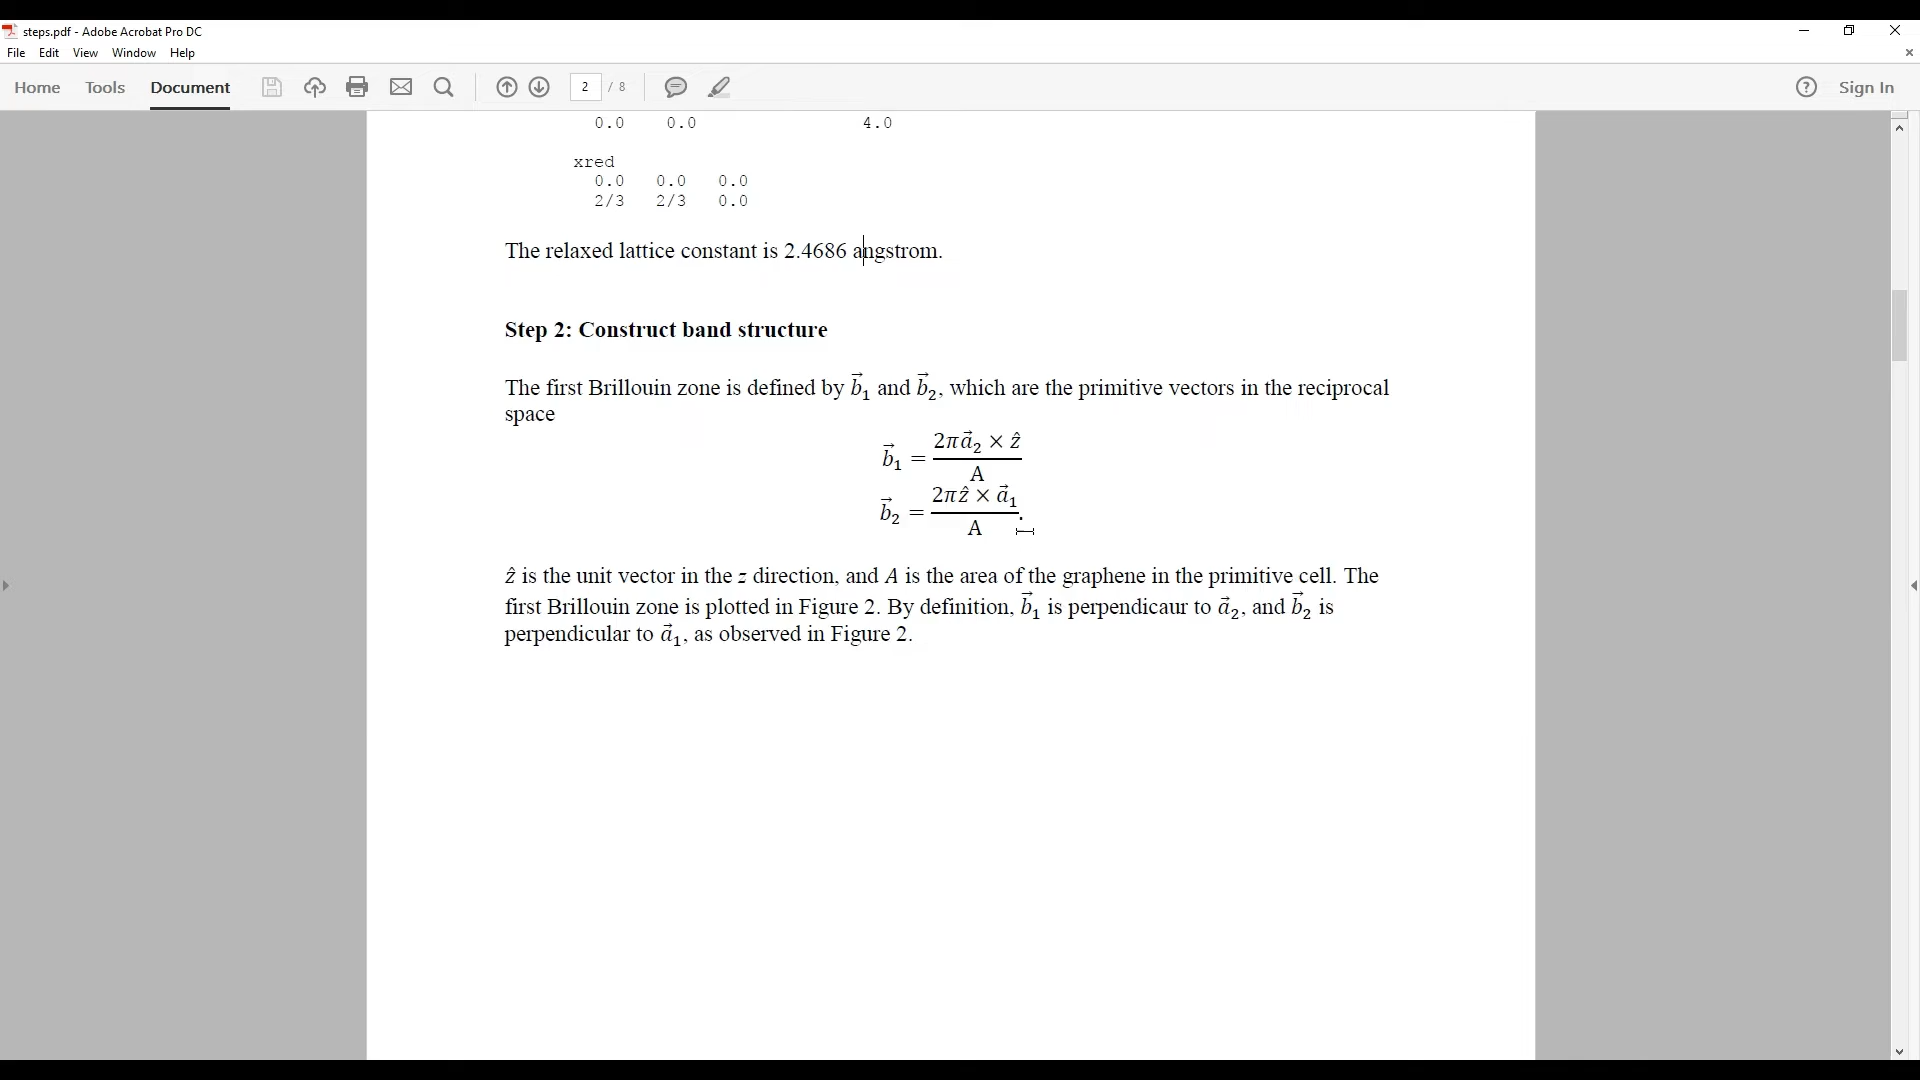 steps.pdf - Adobe Acrobat Pro DC
File Edit View Window Help
Home Tools Document 2 / 8 Sign In
0.0 0.0 4.0
xred
0.0 0.0 0.0
2/3 2/3 0.0
The relaxed lattice constant is 2.4686 angstrom.
Step 2: Construct band structure
The first Brillouin zone is defined by b⃗₁ and b⃗₂, which are the primitive vectors in the reciprocal
space
b⃗₁ = 2πa⃗₂ × ẑ / A
b⃗₂ = 2πẑ × a⃗₁ / A.
ẑ is the unit vector in the z direction, and A is the area of the graphene in the primitive cell. The
first Brillouin zone is plotted in Figure 2. By definition, b⃗₁ is perpendicaur to a⃗₂, and b⃗₂ is
perpendicular to a⃗₁, as observed in Figure 2.